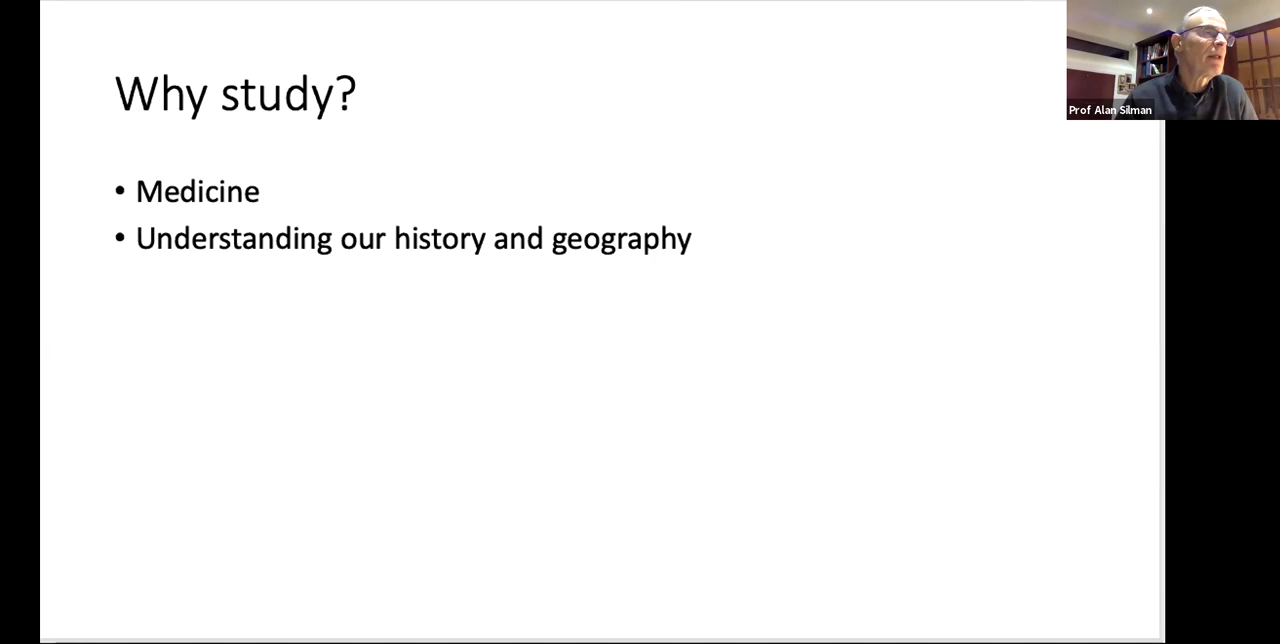 Why study?
• Medicine
• Understanding our history and geography
Prof Alan Silman